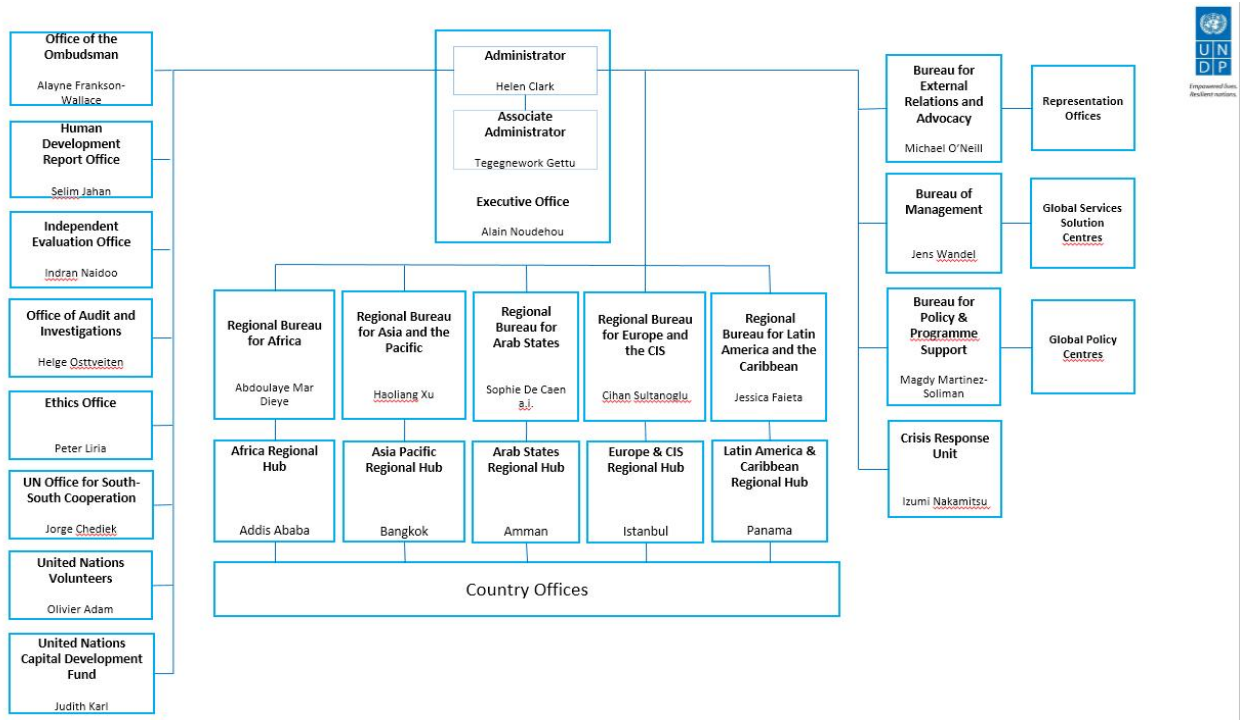 Office of the
Ombudsman
Alayne Frankson-
Wallace
Human
Development
Report Office
Selim Jahan
Independent
Evaluation Office
Indran Naidoo
Office of Audit and
Investigations
Helge Osttveiten
Ethics Office
Peter Liria
UN Office for South-
South Cooperation
Jorge Chediek
United Nations
Volunteers
Olivier Adam
United Nations
Capital Development
Fund
Judith Karl
Administrator
Helen Clark
Associate
Administrator
Tegegnework Gettu
Executive Office
Alain Noudehou
Regional Bureau
for Africa
Abdoulaye Mar
Dieye
Regional Bureau
for Asia and the
Pacific
Haoliang Xu
Regional
Bureau for
Arab States
Sophie De Caen
a.i.
Regional Bureau
for Europe and
the CIS
Cihan Sultanoglu
Regional
Bureau for Latin
America and the
Caribbean
Jessica Faieta
Africa Regional
Hub
Addis Ababa
Asia Pacific
Regional Hub
Bangkok
Arab States
Regional Hub
Amman
Europe & CIS
Regional Hub
Istanbul
Latin America &
Caribbean
Regional Hub
Panama
Country Offices
Bureau for
External
Relations and
Advocacy
Michael O’Neill
Representation
Offices
Bureau of
Management
Jens Wandel
Global Services
Solution
Centres
Bureau for
Policy &
Programme
Support
Magdy Martinez-
Soliman
Global Policy
Centres
Crisis Response
Unit
Izumi Nakamitsu
U N
D P
Empowered lives.
Resilient nations.